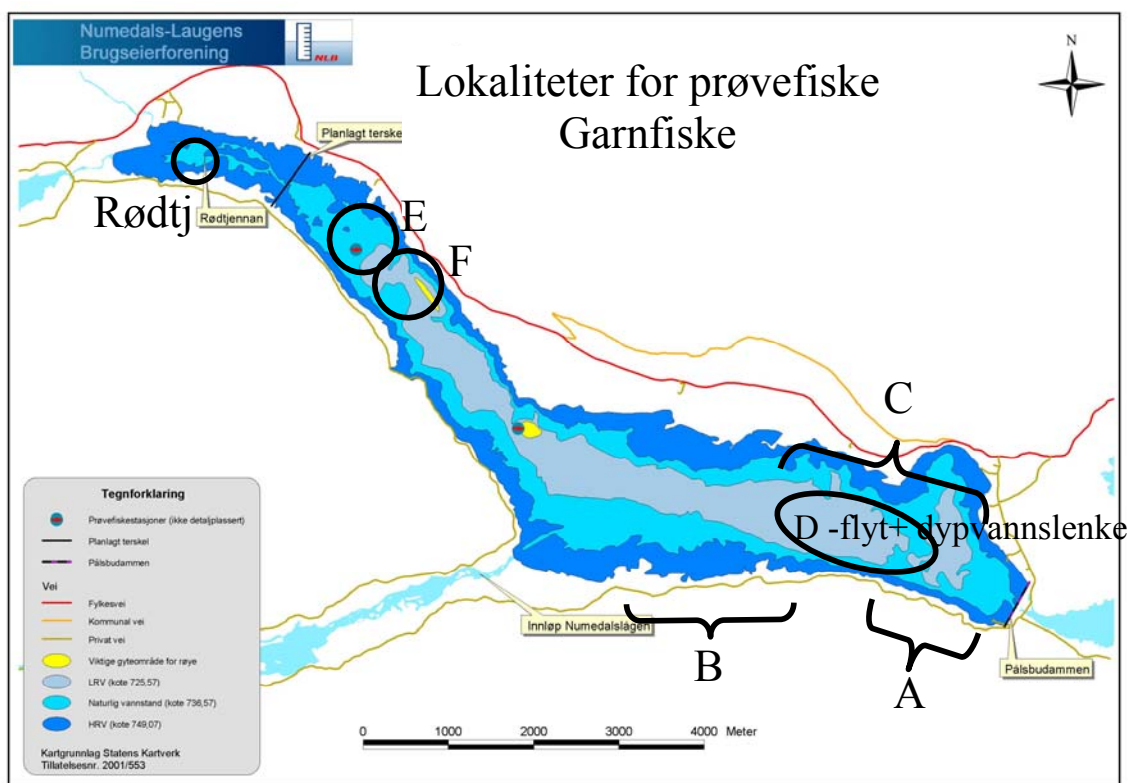 Numedals-Laugens
Brugseierforening
NLB
N
Lokaliteter for prøvefiske
Garnfiske
Planlagt terskel
Rødtj
Rødtjennan
E
F
C
D -flyt+ dypvannslenke
Innløp Numedalslågen
B
A
Pålsbudammen
Tegnforklaring
Prøvefiskestasjoner (ikke detaljplassert)
Planlagt terskel
Pålsbudammen
Vei
Fylkesvei
Kommunal vei
Privat vei
Viktige gyteområde for røye
LRV (kote 725,57)
Naturlig vannstand (kote 736,57)
HRV (kote 749,07)
Kartgrunnlag Statens Kartverk
Tillatelsesnr. 2001/553
0 1000 2000 3000 4000 Meter